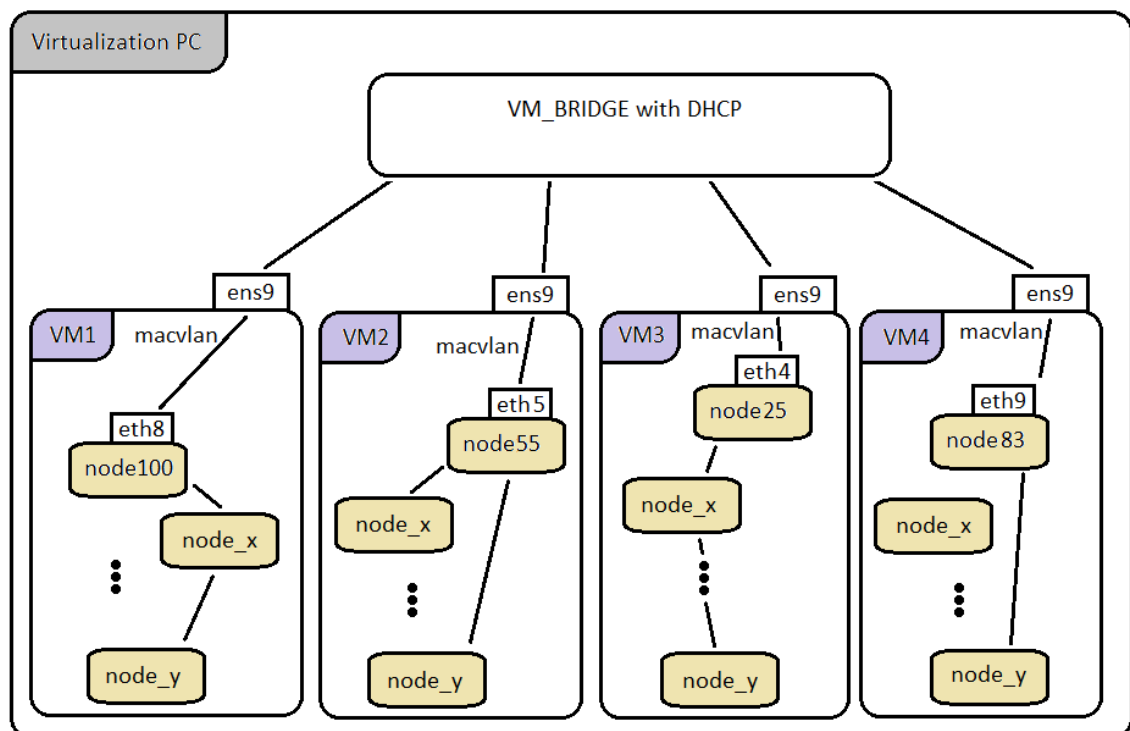 Virtualization PC
VM_BRIDGE with DHCP
ens9
ens9
ens9
ens9
VM1
macvlan
eth8
node100
node_x
node_y
VM2
macvlan
eth5
node55
node_x
node_y
VM3
macvlan
eth4
node25
node_x
node_y
VM4
macvlan
eth9
node83
node_x
node_y